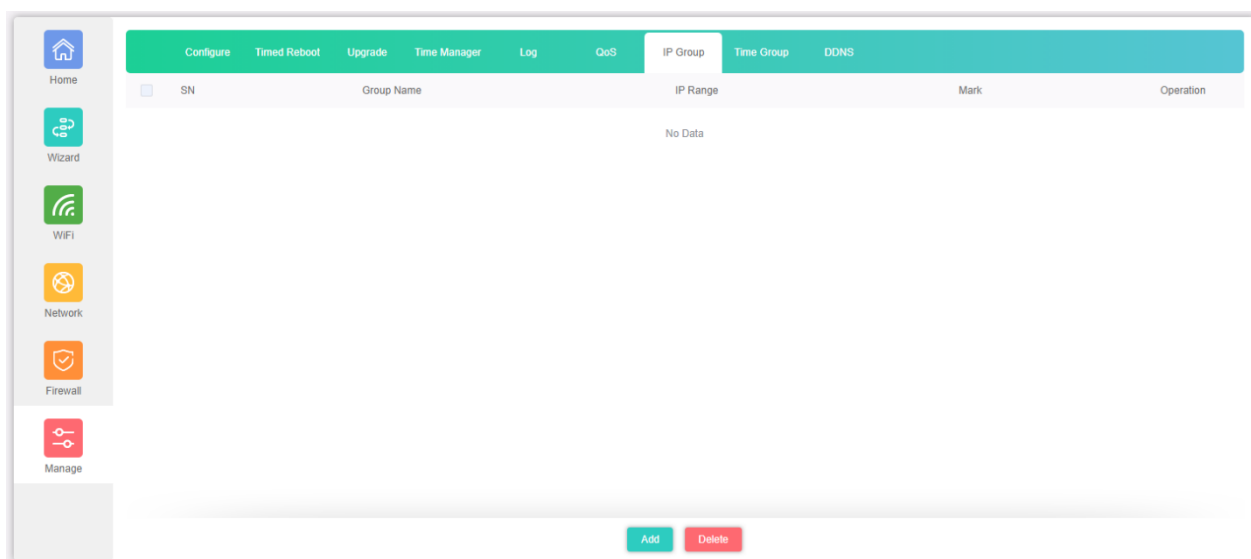 Home
Wizard
WiFi
Network
Firewall
Manage
Configure Timed Reboot Upgrade Time Manager Log QoS IP Group Time Group DDNS
SN Group Name IP Range Mark Operation
No Data
Add Delete